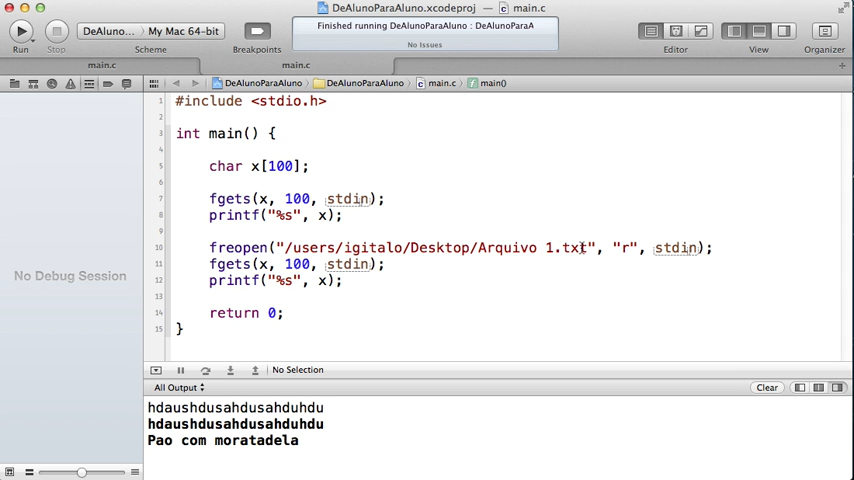 DeAlunoParaAluno.xcodeproj — main.c
DeAluno... My Mac 64-bit
Finished running DeAlunoParaAluno : DeAlunoParaA
No Issues
Run Stop Scheme Breakpoints Editor View Organizer
main.c main.c
DeAlunoParaAluno DeAlunoParaAluno main.c main()
1 #include <stdio.h>
2
3 int main() {
4
5 char x[100];
6
7 fgets(x, 100, stdin);
8 printf("%s", x);
9
10 freopen("/users/igitalo/Desktop/Arquivo 1.txt", "r", stdin);
11 fgets(x, 100, stdin);
12 printf("%s", x);
13
14 return 0;
15 }
No Debug Session
No Selection
All Output Clear
hdaushdusahdusahduhdu
hdaushdusahdusahduhdu
Pao com moratadela